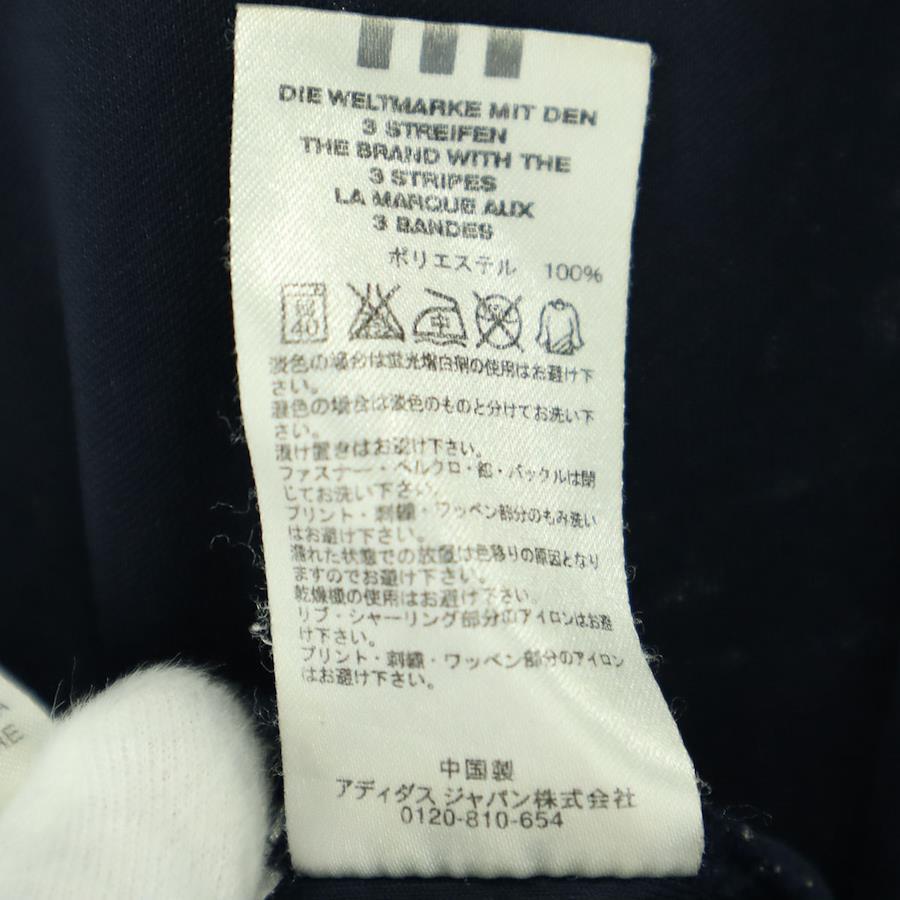 DIE WELTMARKE MIT DEN
3 STREIFEN
THE BRAND WITH THE
3 STRIPES
LA MARQUE AUX
3 BANDES
ポリエステル 100%
40 中
淡色の場合は蛍光増白剤の使用はお避け下
さい。
濃色の場合は淡色のものと分けてお洗い下
さい。
漬け置きはお避け下さい。
ファスナー・ベルクロ・釦・バックルは閉
じてお洗い下さい。
プリント・刺繍・ワッペン部分のもみ洗い
はお避け下さい。
濡れた状態での放置は色移りの原因となり
ますのでお避け下さい。
乾燥機の使用はお避け下さい。
リブ・シャーリング部分のアイロンはお避
け下さい。
プリント・刺繍・ワッペン部分のアイロン
はお避け下さい。
中国製
アディダス ジャパン株式会社
0120-810-654